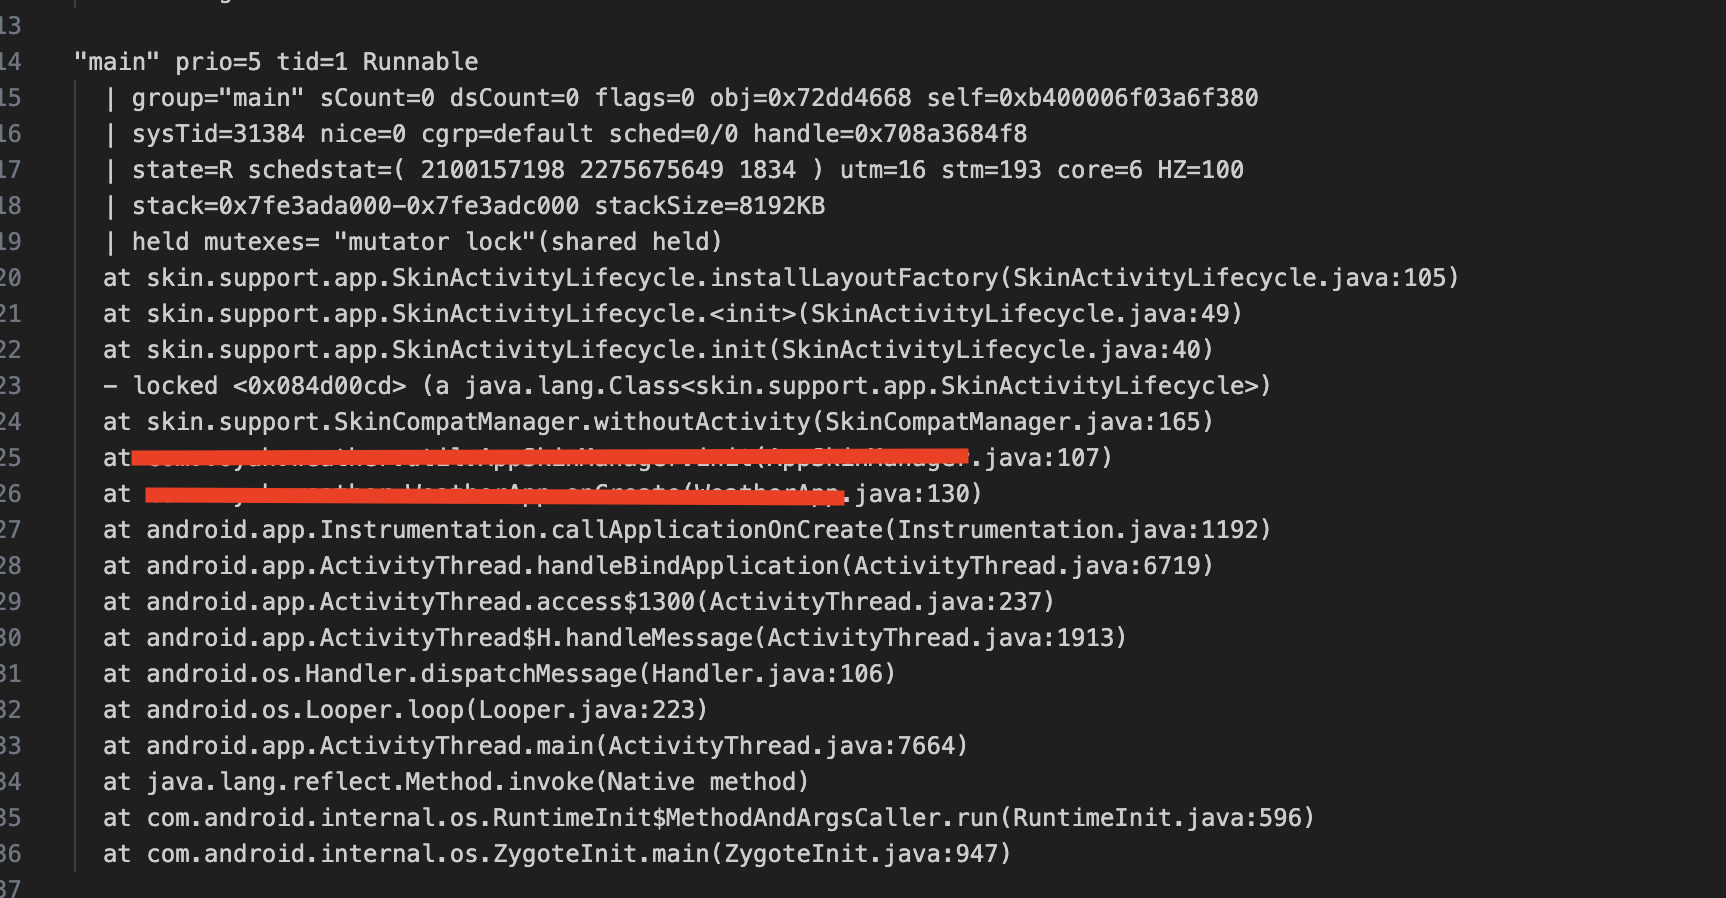 13
14 "main" prio=5 tid=1 Runnable
15 | group="main" sCount=0 dsCount=0 flags=0 obj=0x72dd4668 self=0xb400006f03a6f380
16 | sysTid=31384 nice=0 cgrp=default sched=0/0 handle=0x708a3684f8
17 | state=R schedstat=( 2100157198 2275675649 1834 ) utm=16 stm=193 core=6 HZ=100
18 | stack=0x7fe3ada000-0x7fe3adc000 stackSize=8192KB
19 | held mutexes= "mutator lock"(shared held)
20 at skin.support.app.SkinActivityLifecycle.installLayoutFactory(SkinActivityLifecycle.java:105)
21 at skin.support.app.SkinActivityLifecycle.<init>(SkinActivityLifecycle.java:49)
22 at skin.support.app.SkinActivityLifecycle.init(SkinActivityLifecycle.java:40)
23 - locked <0x084d00cd> (a java.lang.Class<skin.support.app.SkinActivityLifecycle>)
24 at skin.support.SkinCompatManager.withoutActivity(SkinCompatManager.java:165)
25 at .java:107)
26 at .java:130)
27 at android.app.Instrumentation.callApplicationOnCreate(Instrumentation.java:1192)
28 at android.app.ActivityThread.handleBindApplication(ActivityThread.java:6719)
29 at android.app.ActivityThread.access$1300(ActivityThread.java:237)
30 at android.app.ActivityThread$H.handleMessage(ActivityThread.java:1913)
31 at android.os.Handler.dispatchMessage(Handler.java:106)
32 at android.os.Looper.loop(Looper.java:223)
33 at android.app.ActivityThread.main(ActivityThread.java:7664)
34 at java.lang.reflect.Method.invoke(Native method)
35 at com.android.internal.os.RuntimeInit$MethodAndArgsCaller.run(RuntimeInit.java:596)
36 at com.android.internal.os.ZygoteInit.main(ZygoteInit.java:947)
37